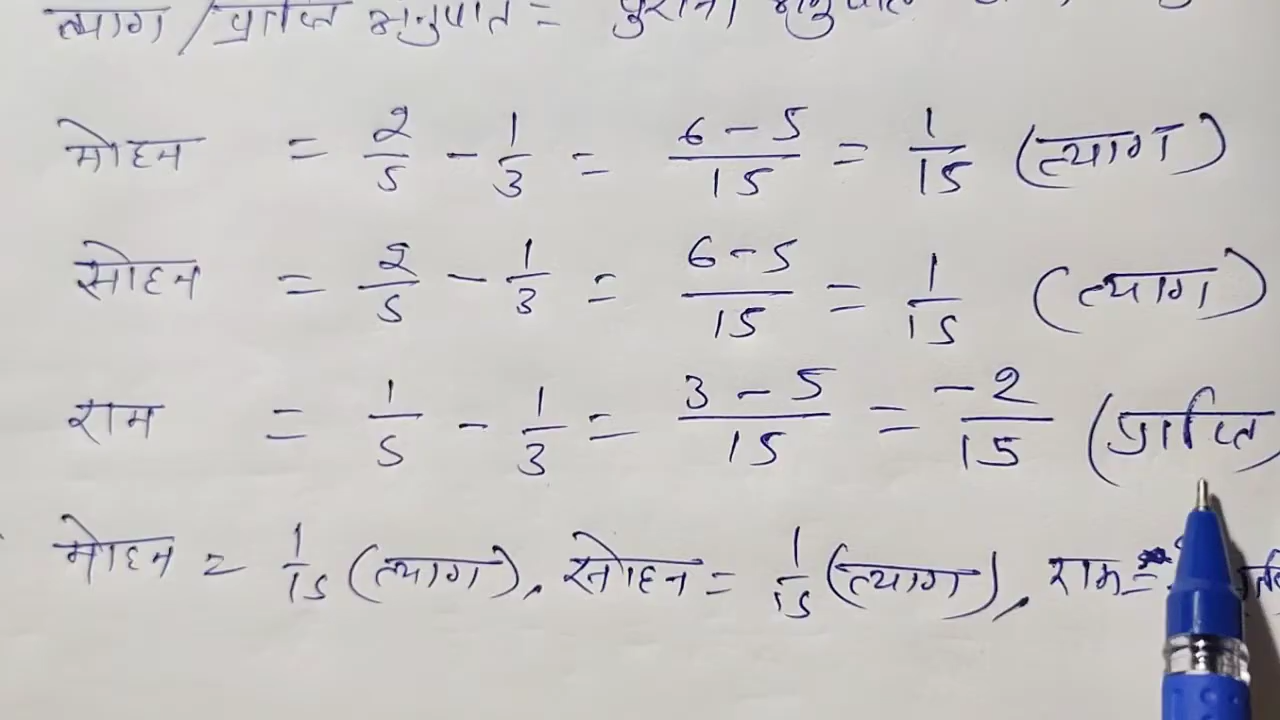 त्याग / प्राप्ति अनुपात = पुराना अनुपात
मोहन = 2/5 - 1/3 = 6-5/15 = 1/15 (त्याग)
सोहन = 2/5 - 1/3 = 6-5/15 = 1/15 (त्याग)
राम = 1/5 - 1/3 = 3-5/15 = -2/15 (प्राप्ति
मोहन = 1/15 (त्याग), सोहन = 1/15 (त्याग), राम =